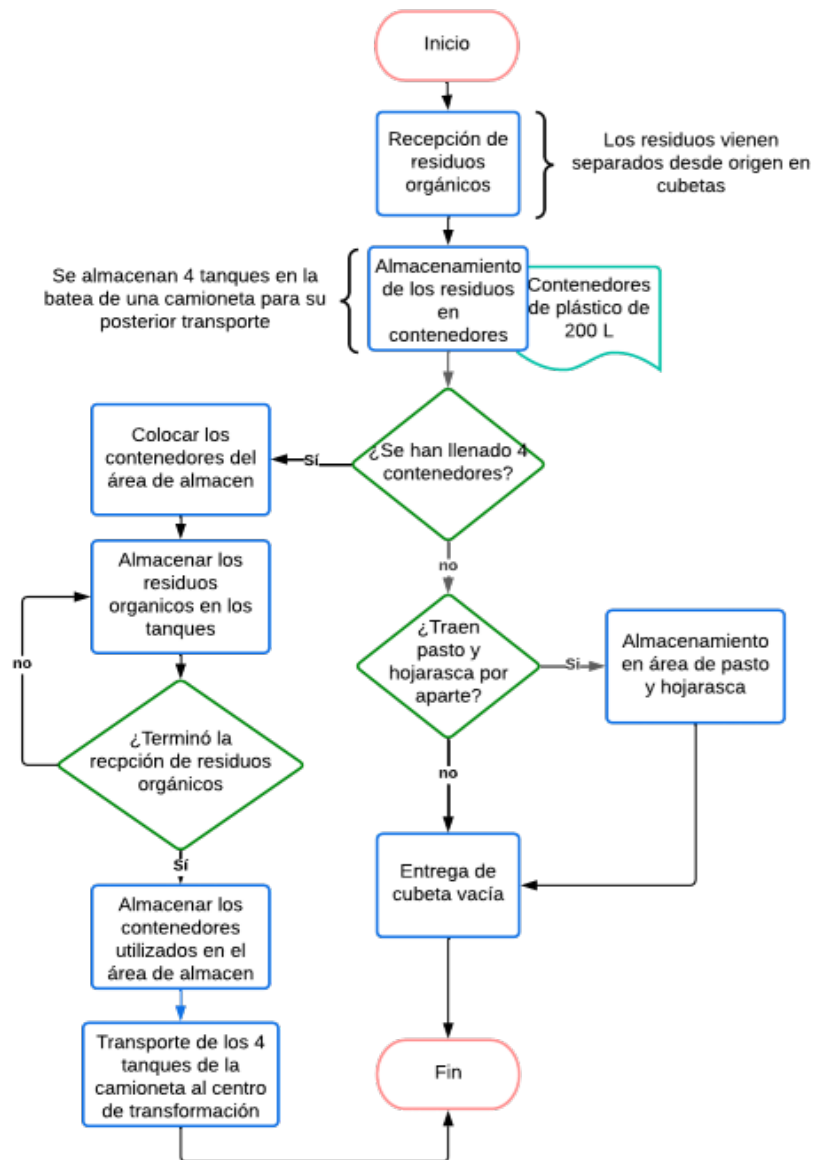 Inicio
Recepción de
residuos
orgánicos
Los residuos vienen
separados desde origen en
cubetas
Se almacenan 4 tanques en la
batea de una camioneta para su
posterior transporte
Almacenamiento
de los residuos
en
contenedores
Contenedores
de plástico de
200 L
¿Se han llenado 4
contenedores?
Sí
Colocar los
contenedores del
área de almacen
no
Almacenar los
residuos organicos en los
tanques
no
¿Traen
pasto y
hojarasca por
aparte?
Si
Almacenamiento
en área de pasto
y hojarasca
¿Terminó la
recpción de residuos
orgánicos
no
Sí
Entrega de
cubeta vacía
Almacenar los
contenedores
utilizados en el
área de almacen
Transporte de los 4
tanques de la
camioneta al centro
de transformación
Fin